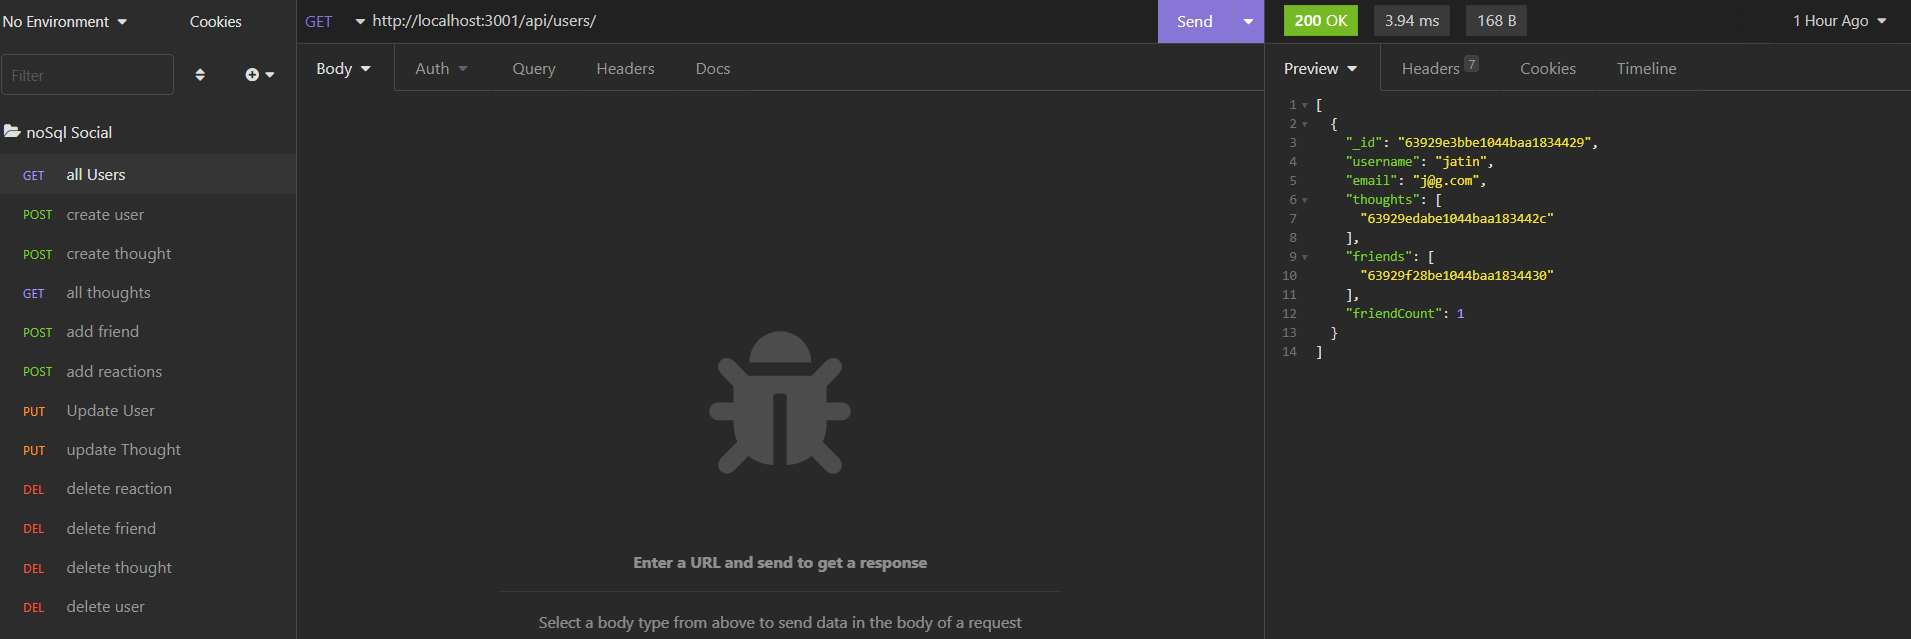 No Environment
Cookies
Filter
noSql Social
GET all Users
POST create user
POST create thought
GET all thoughts
POST add friend
POST add reactions
PUT Update User
PUT update Thought
DEL delete reaction
DEL delete friend
DEL delete thought
DEL delete user
GET http://localhost:3001/api/users/
Send
Body Auth Query Headers Docs
Enter a URL and send to get a response
Select a body type from above to send data in the body of a request
200 OK 3.94 ms 168 B 1 Hour Ago
Preview Headers 7 Cookies Timeline
1 [
2 {
3 "_id": "63929e3bbe1044baa1834429",
4 "username": "jatin",
5 "email": "j@g.com",
6 "thoughts": [
7 "63929edabe1044baa183442c"
8 ],
9 "friends": [
10 "63929f28be1044baa1834430"
11 ],
12 "friendCount": 1
13 }
14 ]